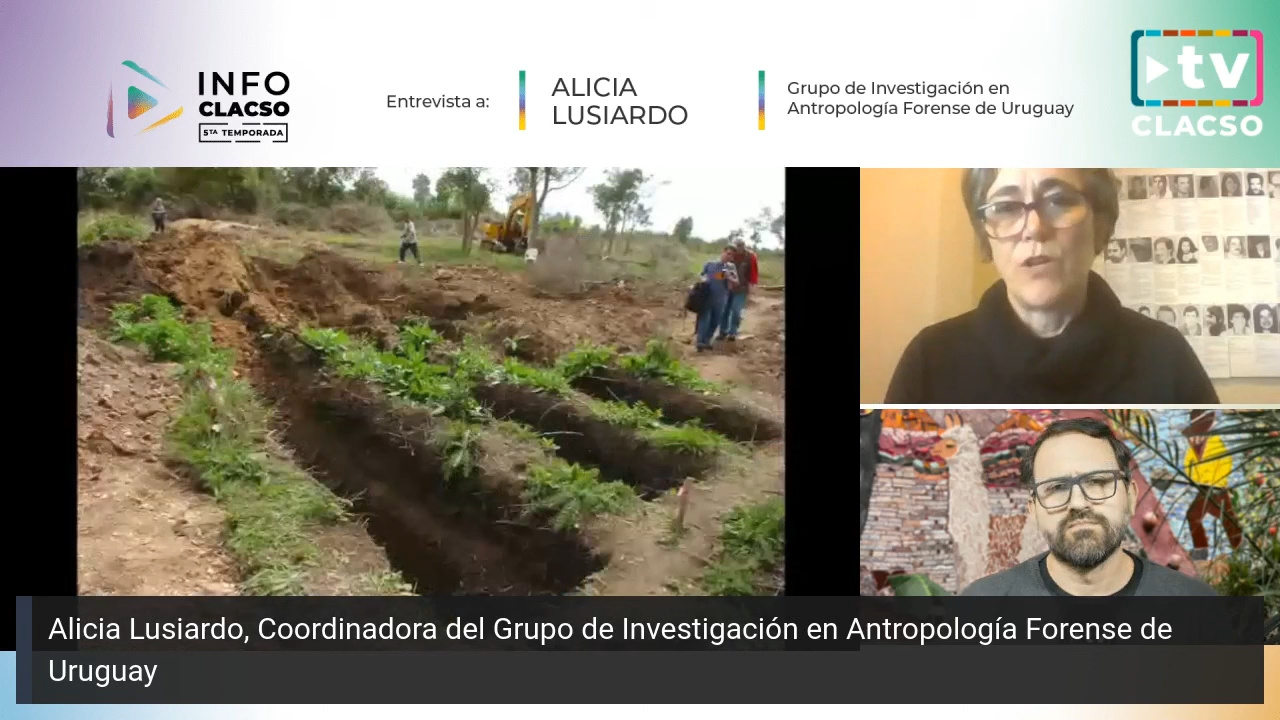 INFO
CLACSO
5TA TEMPORADA
Entrevista a:
ALICIA
LUSIARDO
Grupo de Investigación en
Antropología Forense de Uruguay
tv
CLACSO
Alicia Lusiardo, Coordinadora del Grupo de Investigación en Antropología Forense de
Uruguay